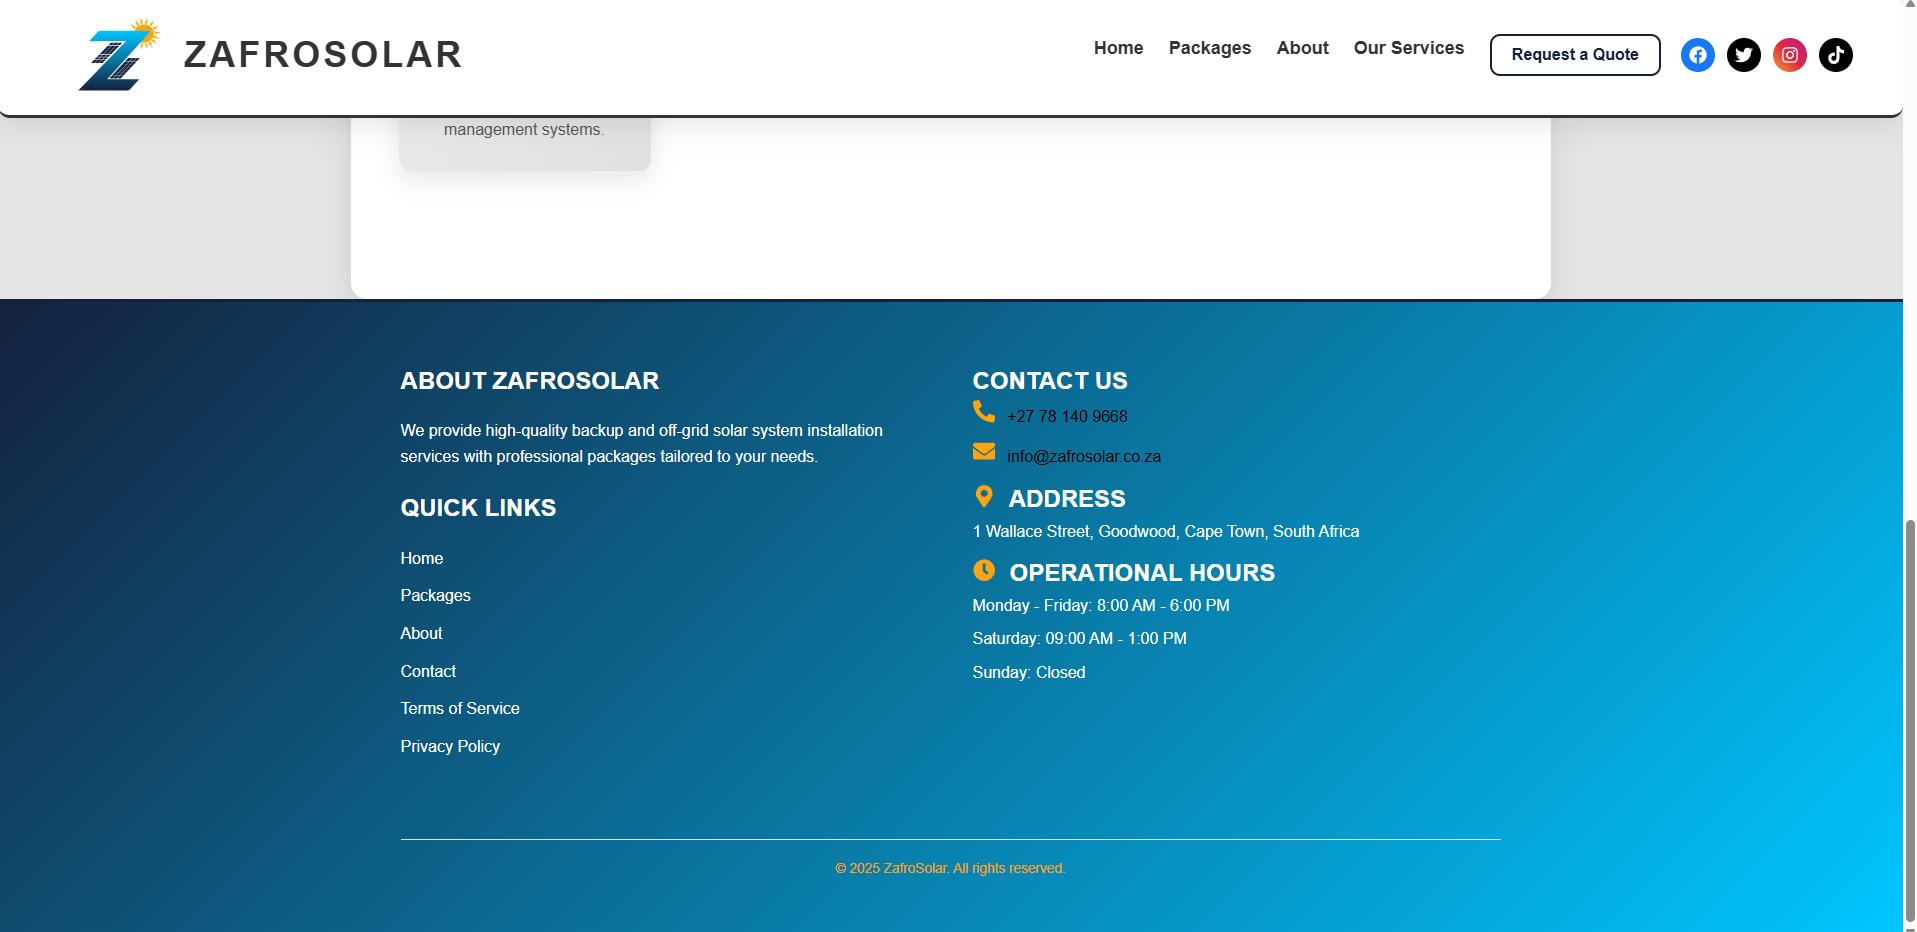 ZAFROSOLAR
Home Packages About Our Services Request a Quote
management systems.
ABOUT ZAFROSOLAR
We provide high-quality backup and off-grid solar system installation
services with professional packages tailored to your needs.
QUICK LINKS
Home
Packages
About
Contact
Terms of Service
Privacy Policy
CONTACT US
+27 78 140 9668
info@zafrosolar.co.za
ADDRESS
1 Wallace Street, Goodwood, Cape Town, South Africa
OPERATIONAL HOURS
Monday - Friday: 8:00 AM - 6:00 PM
Saturday: 09:00 AM - 1:00 PM
Sunday: Closed
© 2025 ZafroSolar. All rights reserved.